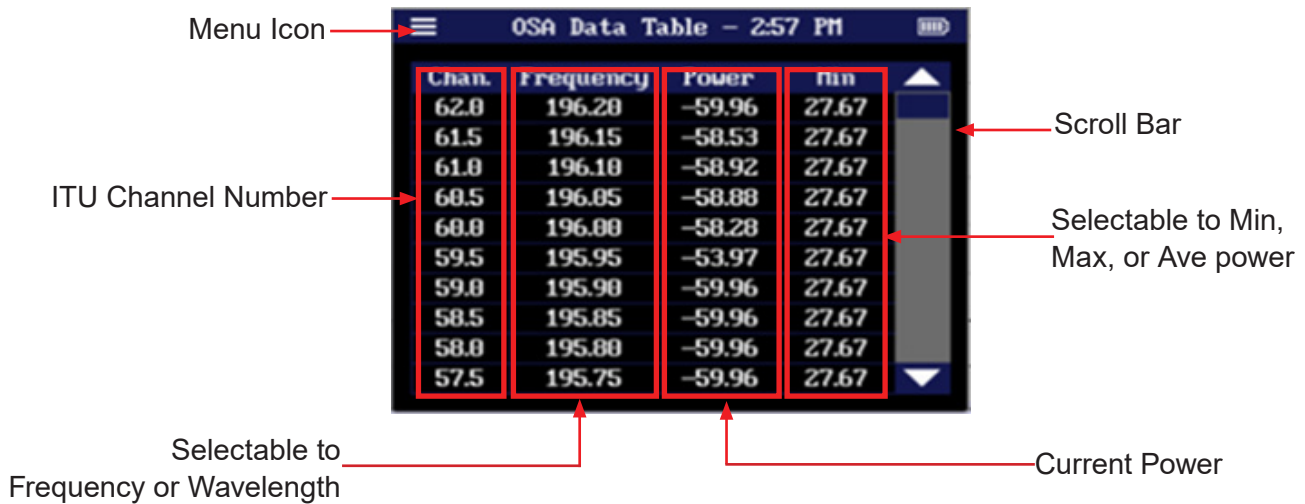 Menu Icon
OSA Data Table - 2:57 PM
Chan. Frequency Power Min
62.0 196.20 -59.96 27.67
61.5 196.15 -58.53 27.67
61.0 196.10 -58.92 27.67
60.5 196.05 -58.88 27.67
60.0 196.00 -58.28 27.67
59.5 195.95 -53.97 27.67
59.0 195.90 -59.96 27.67
58.5 195.85 -59.96 27.67
58.0 195.80 -59.96 27.67
57.5 195.75 -59.96 27.67
Scroll Bar
ITU Channel Number
Selectable to Min,
Max, or Ave power
Selectable to
Frequency or Wavelength
Current Power